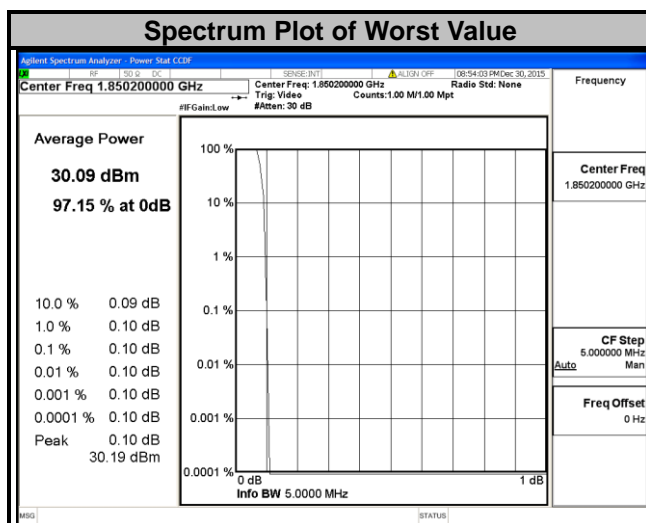 Spectrum Plot of Worst Value
Agilent Spectrum Analyzer - Power Stat CCDF
RF 50 Ω DC SENSE:INT ALIGN OFF 08:54:03 PM Dec 30, 2015
Center Freq 1.850200000 GHz
Center Freq: 1.850200000 GHz Radio Std: None
Trig: Video Counts:1.00 M/1.00 Mpt
#IFGain:Low #Atten: 30 dB
Frequency
Average Power
30.09 dBm
97.15 % at 0dB
10.0 % 0.09 dB
1.0 % 0.10 dB
0.1 % 0.10 dB
0.01 % 0.10 dB
0.001 % 0.10 dB
0.0001 % 0.10 dB
Peak 0.10 dB
30.19 dBm
100 %
10 %
1 %
0.1 %
0.01 %
0.001 %
0.0001 %
0 dB 1 dB
Info BW 5.0000 MHz
Center Freq
1.850200000 GHz
CF Step
5.000000 MHz
Auto Man
Freq Offset
0 Hz
MSG STATUS